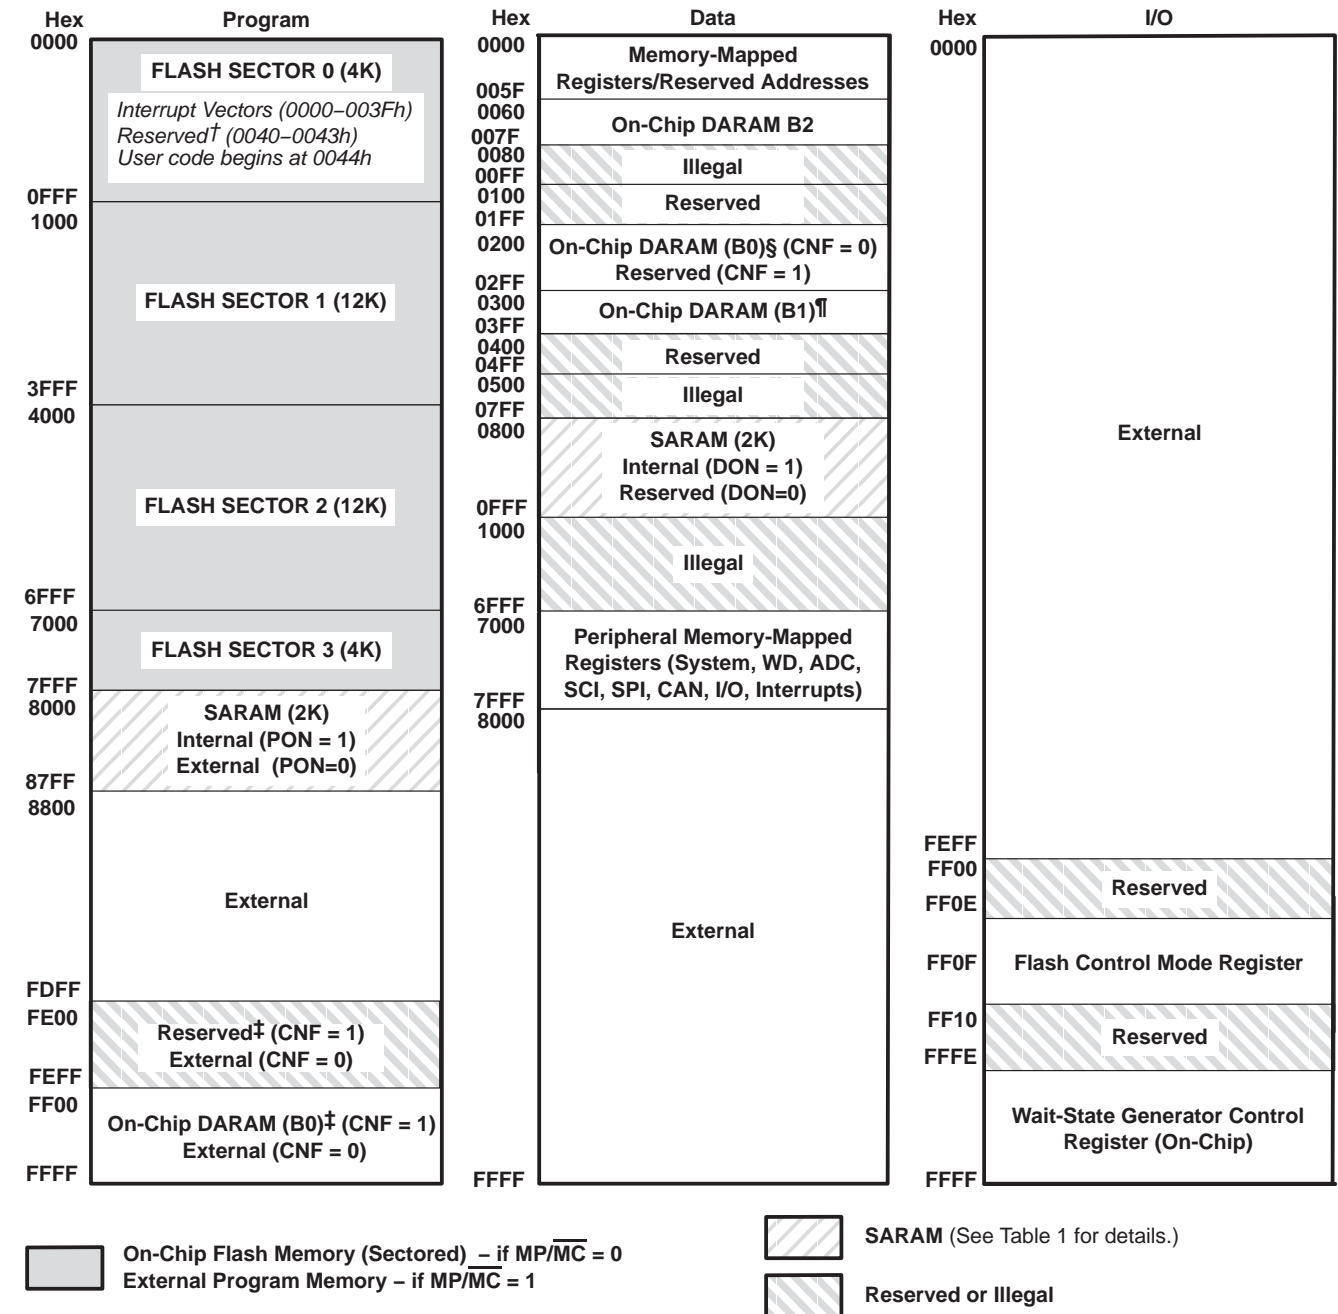 Hex Program
0000
FLASH SECTOR 0 (4K)
Interrupt Vectors (0000–003Fh)
Reserved† (0040–0043h)
User code begins at 0044h
0FFF
1000
FLASH SECTOR 1 (12K)
3FFF
4000
FLASH SECTOR 2 (12K)
6FFF
7000
FLASH SECTOR 3 (4K)
7FFF
8000
SARAM (2K)
Internal (PON = 1)
External (PON=0)
87FF
8800
External
FDFF
FE00
Reserved‡ (CNF = 1)
External (CNF = 0)
FEFF
FF00
On-Chip DARAM (B0)‡ (CNF = 1)
External (CNF = 0)
FFFF
Hex Data
0000
Memory-Mapped
Registers/Reserved Addresses
005F
0060
On-Chip DARAM B2
007F
0080
Illegal
00FF
0100
Reserved
01FF
0200
On-Chip DARAM (B0)§ (CNF = 0)
Reserved (CNF = 1)
02FF
0300
On-Chip DARAM (B1)¶
03FF
0400
Reserved
04FF
0500
Illegal
07FF
0800
SARAM (2K)
Internal (DON = 1)
Reserved (DON=0)
0FFF
1000
Illegal
6FFF
7000
Peripheral Memory-Mapped
Registers (System, WD, ADC,
SCI, SPI, CAN, I/O, Interrupts)
7FFF
8000
External
FFFF
Hex I/O
0000
External
FEFF
FF00
Reserved
FF0E
FF0F
Flash Control Mode Register
FF10
Reserved
FFFE
Wait-State Generator Control
Register (On-Chip)
FFFF
On-Chip Flash Memory (Sectored) – if MP/M̅C̅ = 0
External Program Memory – if MP/M̅C̅ = 1
SARAM (See Table 1 for details.)
Reserved or Illegal